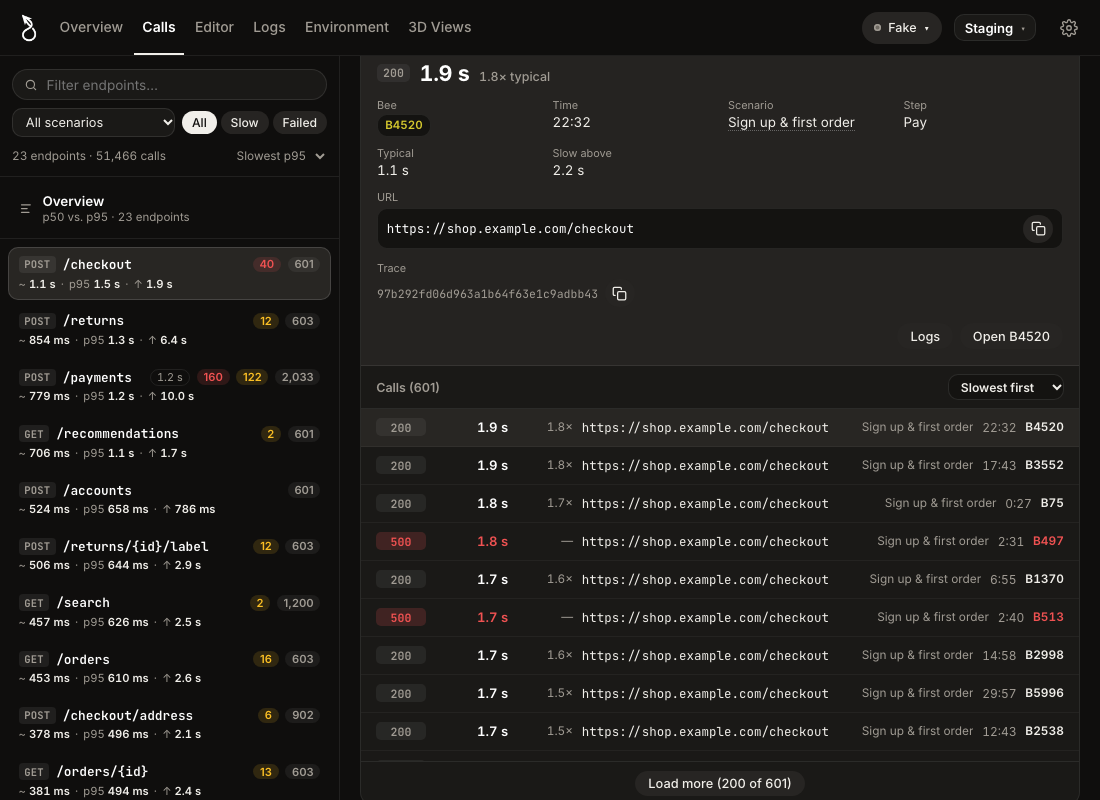 Overview Calls Editor Logs Environment 3D Views Fake Staging
Filter endpoints...
All scenarios All Slow Failed
23 endpoints · 51,466 calls Slowest p95
Overview
p50 vs. p95 · 23 endpoints
POST /checkout 40 601
~ 1.1 s · p95 1.5 s · ↑ 1.9 s
POST /returns 12 603
~ 854 ms · p95 1.3 s · ↑ 6.4 s
POST /payments 1.2 s 160 122 2,033
~ 779 ms · p95 1.2 s · ↑ 10.0 s
GET /recommendations 2 601
~ 706 ms · p95 1.1 s · ↑ 1.7 s
POST /accounts 601
~ 524 ms · p95 658 ms · ↑ 786 ms
POST /returns/{id}/label 12 603
~ 506 ms · p95 644 ms · ↑ 2.9 s
GET /search 2 1,200
~ 457 ms · p95 626 ms · ↑ 2.5 s
GET /orders 16 603
~ 453 ms · p95 610 ms · ↑ 2.6 s
POST /checkout/address 6 902
~ 378 ms · p95 496 ms · ↑ 2.1 s
GET /orders/{id} 13 603
~ 381 ms · p95 494 ms · ↑ 2.4 s
200 1.9 s 1.8× typical
Bee Time Scenario Step
B4520 22:32 Sign up & first order Pay
Typical Slow above
1.1 s 2.2 s
URL
https://shop.example.com/checkout
Trace
97b292fd06d963a1b64f63e1c9adbb43
Logs Open B4520
Calls (601) Slowest first
200 1.9 s 1.8× https://shop.example.com/checkout Sign up & first order 22:32 B4520
200 1.9 s 1.8× https://shop.example.com/checkout Sign up & first order 17:43 B3552
200 1.8 s 1.7× https://shop.example.com/checkout Sign up & first order 0:27 B75
500 1.8 s — https://shop.example.com/checkout Sign up & first order 2:31 B497
200 1.7 s 1.6× https://shop.example.com/checkout Sign up & first order 6:55 B1370
500 1.7 s — https://shop.example.com/checkout Sign up & first order 2:40 B513
200 1.7 s 1.6× https://shop.example.com/checkout Sign up & first order 14:58 B2998
200 1.7 s 1.5× https://shop.example.com/checkout Sign up & first order 29:57 B5996
200 1.7 s 1.5× https://shop.example.com/checkout Sign up & first order 12:43 B2538
Load more (200 of 601)